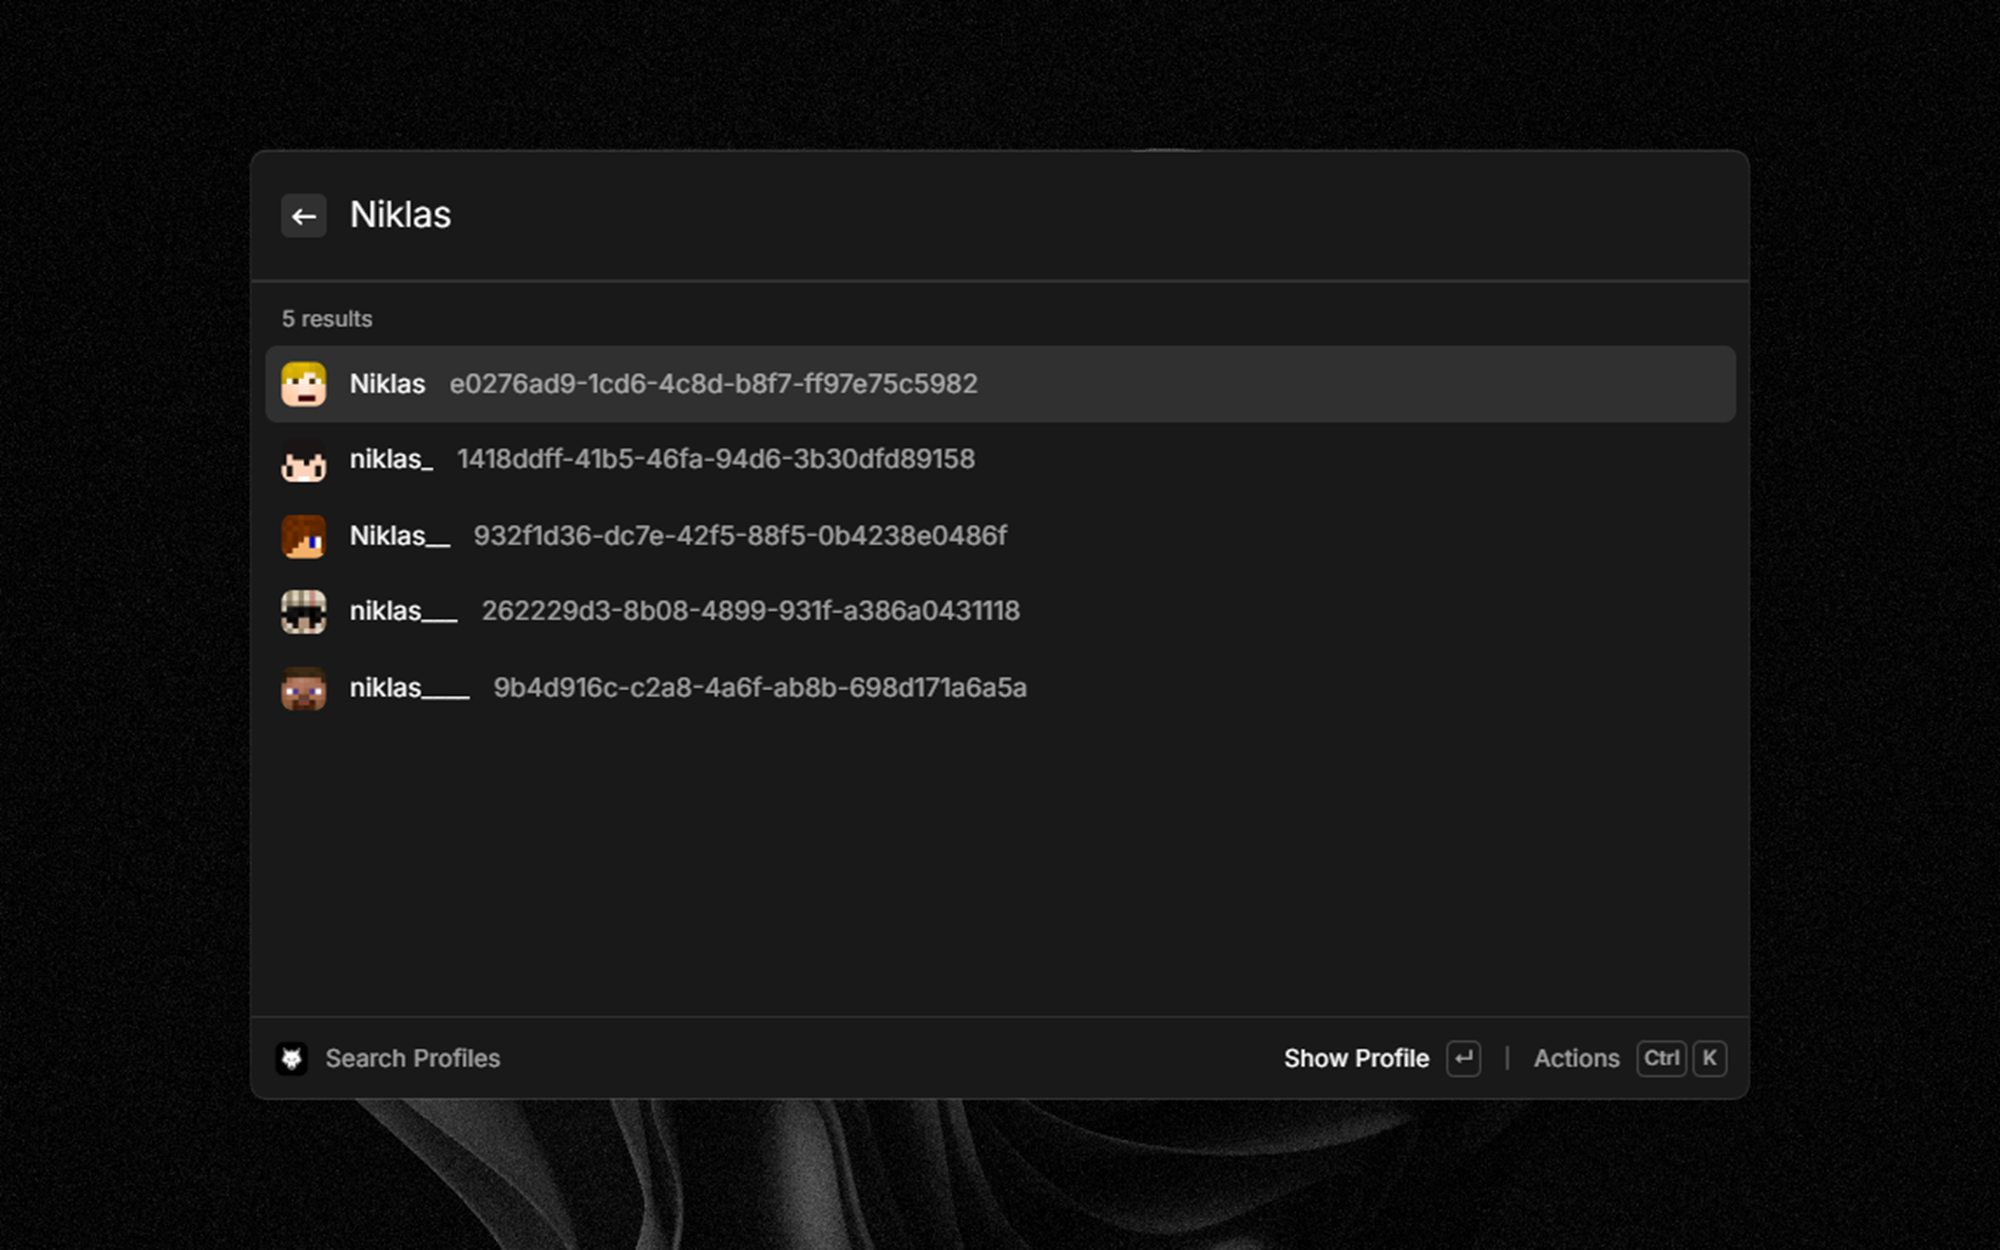 Niklas
5 results
Niklas e0276ad9-1cd6-4c8d-b8f7-ff97e75c5982
niklas_ 1418ddff-41b5-46fa-94d6-3b30dfd89158
Niklas__ 932f1d36-dc7e-42f5-88f5-0b4238e0486f
niklas___ 262229d3-8b08-4899-931f-a386a0431118
niklas____ 9b4d916c-c2a8-4a6f-ab8b-698d171a6a5a
Search Profiles Show Profile ↵ | Actions Ctrl K